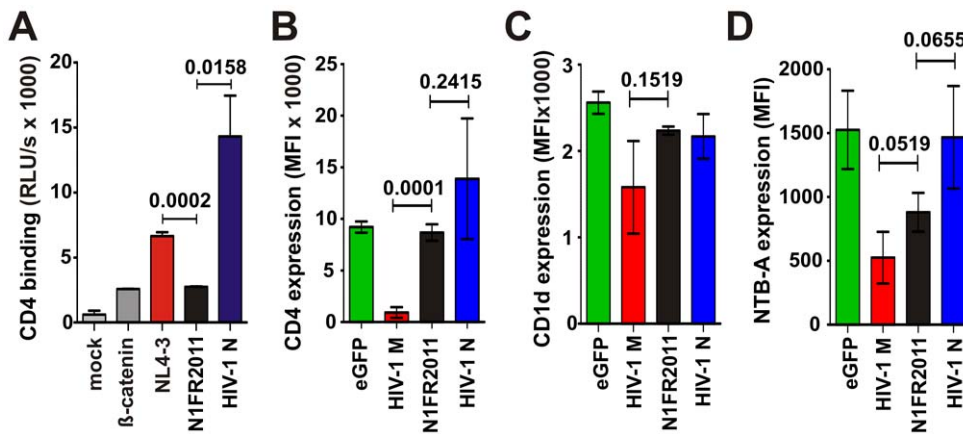 A
CD4 binding (RLU/s x 1000)
20
15
10
5
0
0.0158
0.0002
mock
ß-catenin
NL4-3
N1FR2011
HIV-1 N
B
CD4 expression (MFI x 1000)
25
20
15
10
5
0
0.2415
0.0001
eGFP
HIV-1 M
N1FR2011
HIV-1 N
C
CD1d expression (MFIx1000)
3
2
1
0
0.1519
eGFP
HIV-1 M
N1FR2011
HIV-1 N
D
NTB-A expression (MFI)
2000
1500
1000
500
0
0.0655
0.0519
eGFP
HIV-1 M
N1FR2011
HIV-1 N